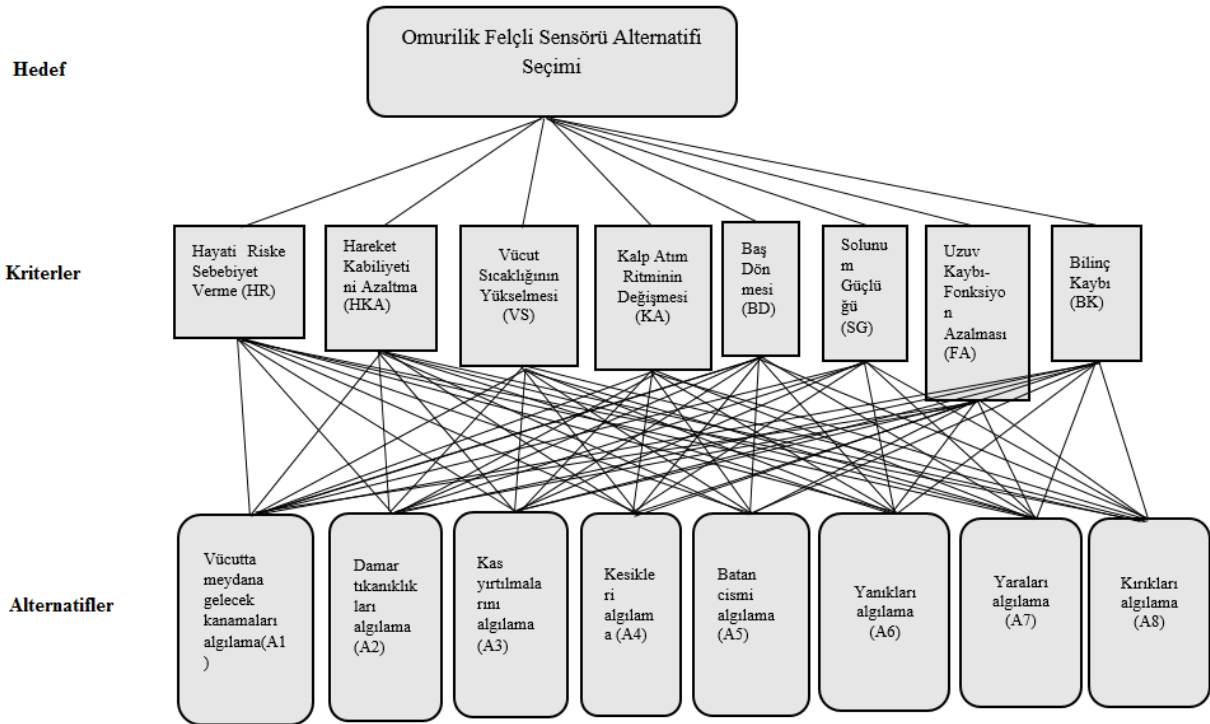 Omurilik Felçli Sensörü Alternatifi
Seçimi
Hedef
Kriterler
Hayati Riske
Sebebiyet
Verme (HR)
Hareket
Kabiliyeti
ni Azaltma
(HKA)
Vücut
Sıcaklığının
Yükselmesi
(VS)
Kalp Atım
Ritminin
Değişmesi
(KA)
Baş
Dön
mesi
(BD)
Solunu
m
Güçlü
ğü
(SG)
Uzuv
Kaybı-
Fonksiyo
n
Azalması
(FA)
Bilinç
Kaybı
(BK)
Alternatifler
Vücutta
meydana
gelecek
kanamaları
algılama(A1
)
Damar
tıkanıklık
ları
algılama
(A2)
Kas
yırtılmala
rını
algılama
(A3)
Kesikle
ri
algılam
a (A4)
Batan
cismi
algılama
(A5)
Yanıkları
algılama
(A6)
Yaraları
algılama
(A7)
Kırıkları
algılama
(A8)